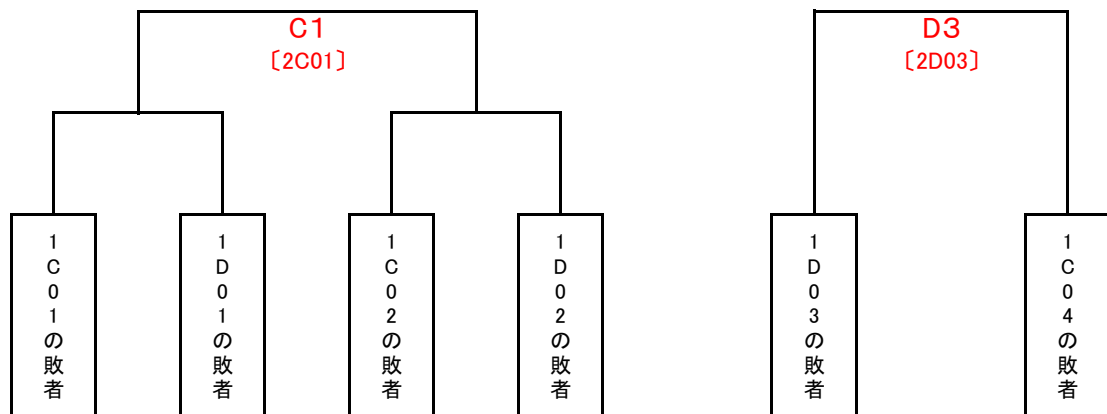 C1
〔2C01〕
D3
〔2D03〕
1C01の敗者
1D01の敗者
1C02の敗者
1D02の敗者
1D03の敗者
1C04の敗者